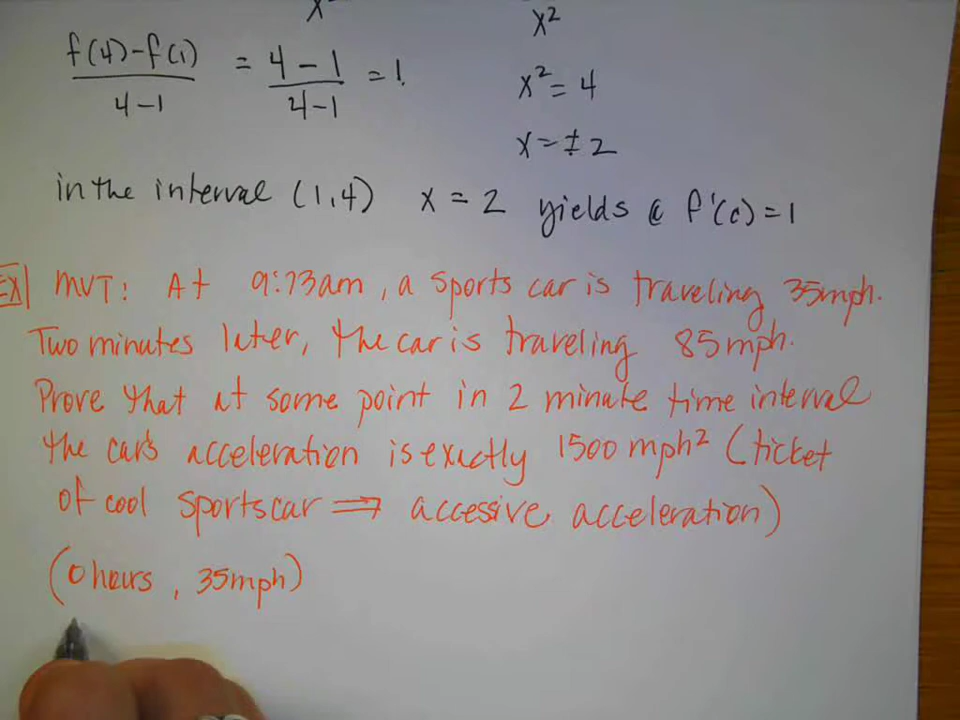 x²
x
f(4)-f(1) / 4-1 = 4-1 / 4-1 = 1.
x² = 4
x = ± 2
in the interval (1,4) x = 2 yields @ f'(c) = 1
EX| MVT: At 9:13am, a sports car is traveling 35mph.
Two minutes later, the car is traveling 85mph.
Prove that at some point in 2 minute time interval
the car's acceleration is exactly 1500 mph² (ticket
of cool sportscar ⟹ accessive acceleration)
(0 hours, 35mph)